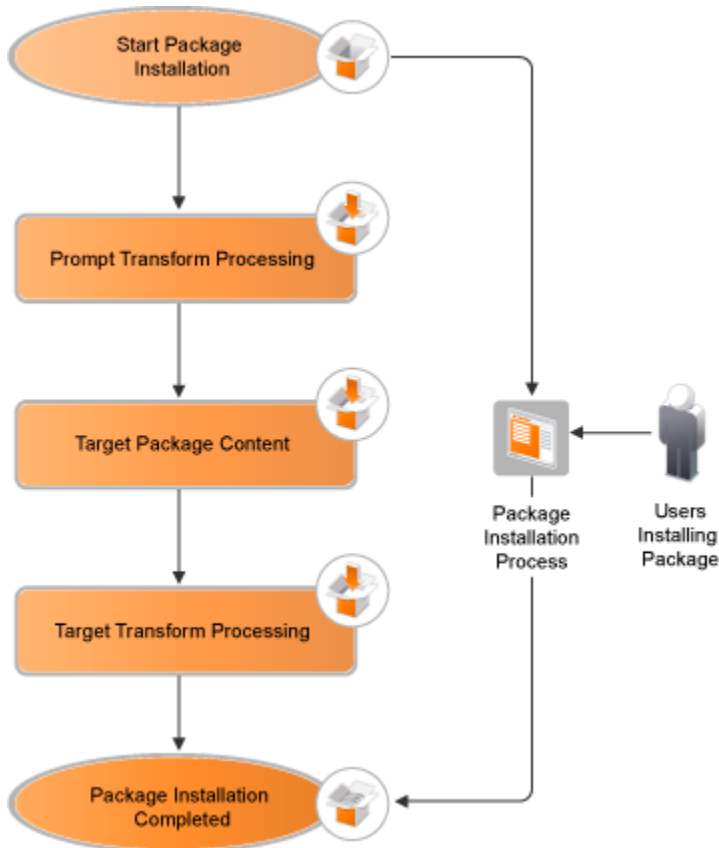 Start Package
Installation
Prompt Transform Processing
Target Package Content
Target Transform Processing
Package Installation
Completed
Package
Installation
Process
Users
Installing
Package